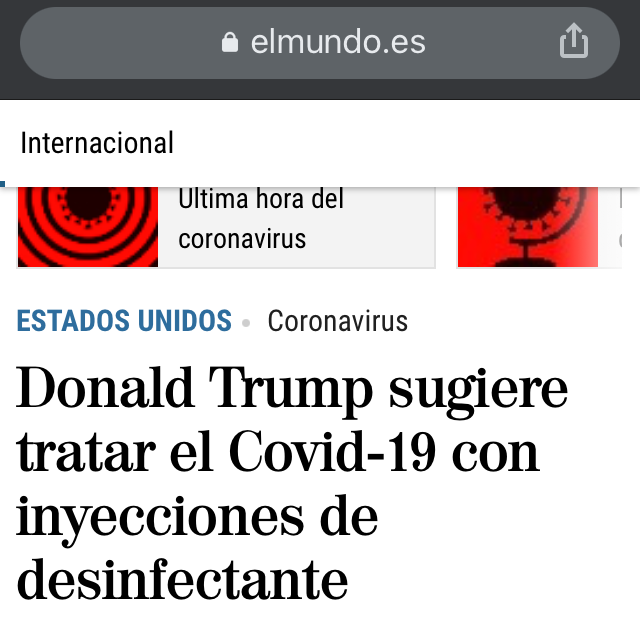 elmundo.es
Internacional
Última hora del
coronavirus
ESTADOS UNIDOS • Coronavirus
Donald Trump sugiere
tratar el Covid-19 con
inyecciones de
desinfectante